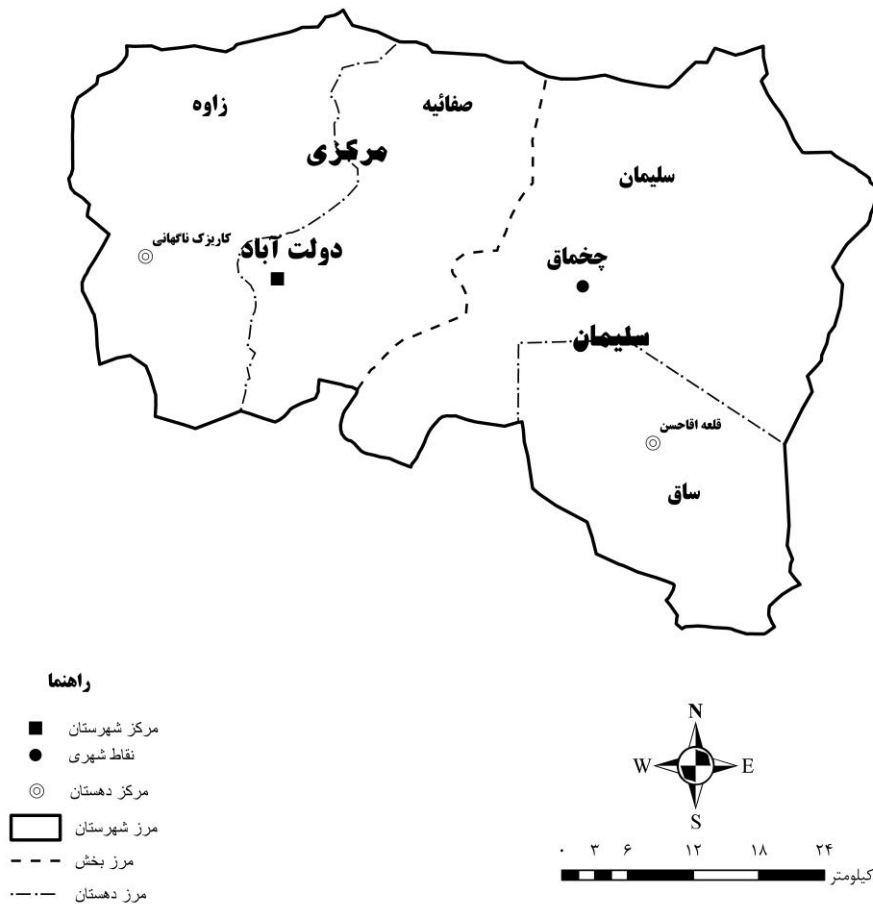 زاوه
صفائیه
مرکزی
سلیمان
کاریزک ناگهانی
دولت آباد
چخماق
سلیمان
قلعه اقاحسن
ساق
راهنما
مرکز شهرستان
نقاط شهری
مرکز دهستان
مرز شهرستان
مرز بخش
مرز دهستان
N
W E
S
۰ ۳ ۶ ۱۲ ۱۸ ۲۴
کیلومتر